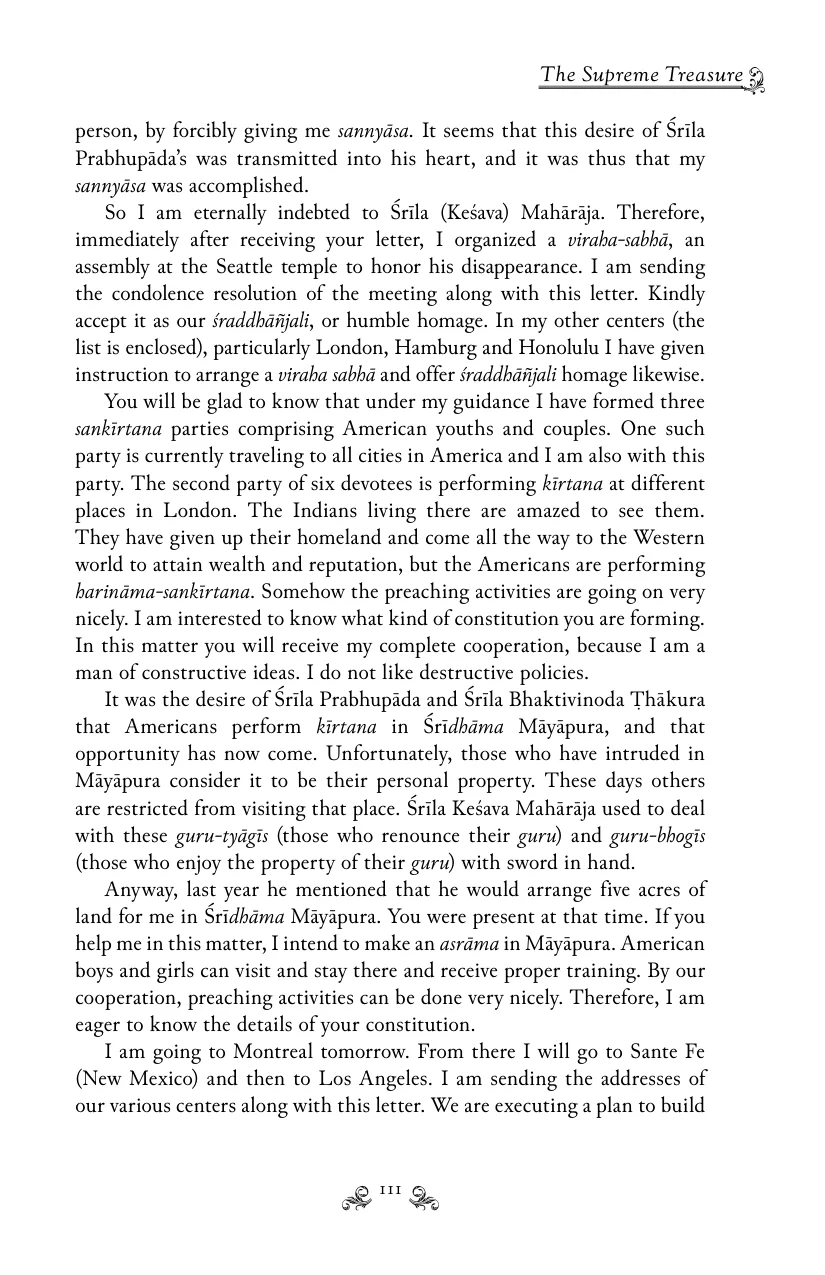 The Supreme Treasure
person, by forcibly giving me sannyāsa. It seems that this desire of Śrīla
Prabhupāda’s was transmitted into his heart, and it was thus that my
sannyāsa was accomplished.
So I am eternally indebted to Śrīla (Keśava) Mahārāja. Therefore,
immediately after receiving your letter, I organized a viraha-sabhā, an
assembly at the Seattle temple to honor his disappearance. I am sending
the condolence resolution of the meeting along with this letter. Kindly
accept it as our śraddhāñjali, or humble homage. In my other centers (the
list is enclosed), particularly London, Hamburg and Honolulu I have given
instruction to arrange a viraha sabhā and offer śraddhāñjali homage likewise.
You will be glad to know that under my guidance I have formed three
sankīrtana parties comprising American youths and couples. One such
party is currently traveling to all cities in America and I am also with this
party. The second party of six devotees is performing kīrtana at different
places in London. The Indians living there are amazed to see them.
They have given up their homeland and come all the way to the Western
world to attain wealth and reputation, but the Americans are performing
harināma-sankīrtana. Somehow the preaching activities are going on very
nicely. I am interested to know what kind of constitution you are forming.
In this matter you will receive my complete cooperation, because I am a
man of constructive ideas. I do not like destructive policies.
It was the desire of Śrīla Prabhupāda and Śrīla Bhaktivinoda Ṭhākura
that Americans perform kīrtana in Śrīdhāma Māyāpura, and that
opportunity has now come. Unfortunately, those who have intruded in
Māyāpura consider it to be their personal property. These days others
are restricted from visiting that place. Śrīla Keśava Mahārāja used to deal
with these guru-tyāgīs (those who renounce their guru) and guru-bhogīs
(those who enjoy the property of their guru) with sword in hand.
Anyway, last year he mentioned that he would arrange five acres of
land for me in Śrīdhāma Māyāpura. You were present at that time. If you
help me in this matter, I intend to make an asrāma in Māyāpura. American
boys and girls can visit and stay there and receive proper training. By our
cooperation, preaching activities can be done very nicely. Therefore, I am
eager to know the details of your constitution.
I am going to Montreal tomorrow. From there I will go to Sante Fe
(New Mexico) and then to Los Angeles. I am sending the addresses of
our various centers along with this letter. We are executing a plan to build
111